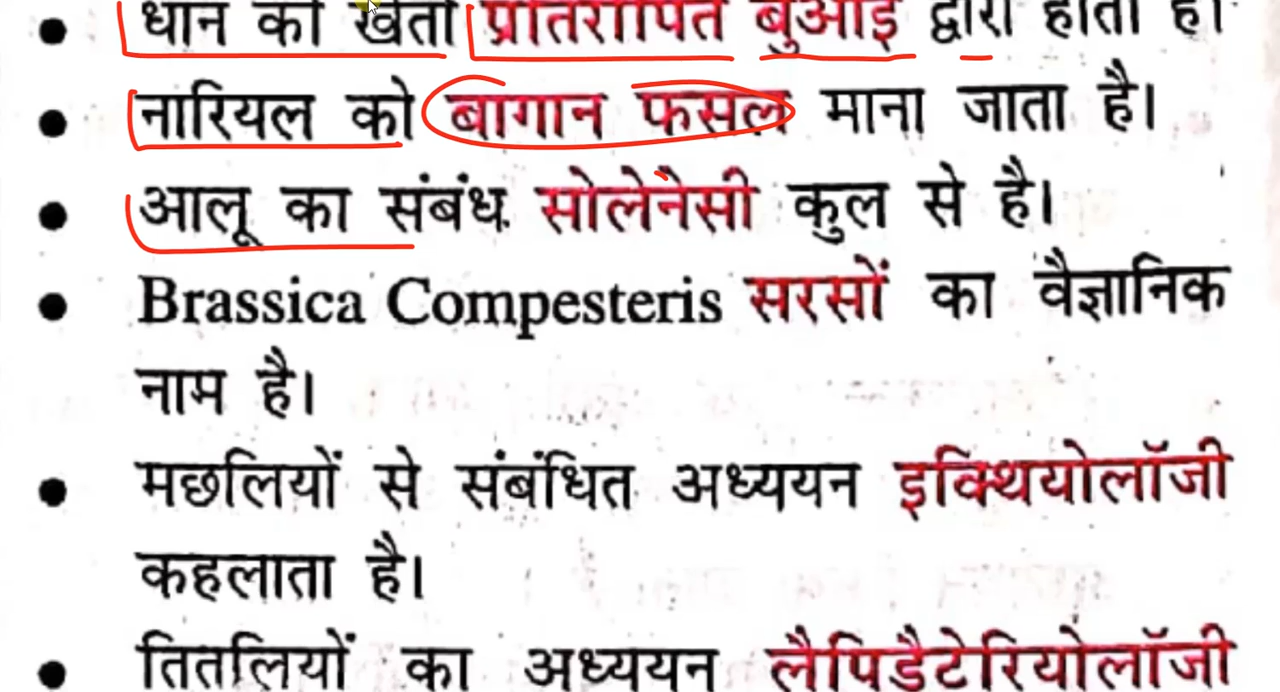 • धान की खेती प्रतिरोपित बुआई द्वारा होती है।
• नारियल को बागान फसल माना जाता है।
• आलू का संबंध सोलेनेसी कुल से है।
• Brassica Compesteris सरसों का वैज्ञानिक
नाम है।
• मछलियों से संबंधित अध्ययन इक्थियोलॉजी
कहलाता है।
• तितलियों का अध्ययन लैपिडैटेरियोलॉजी